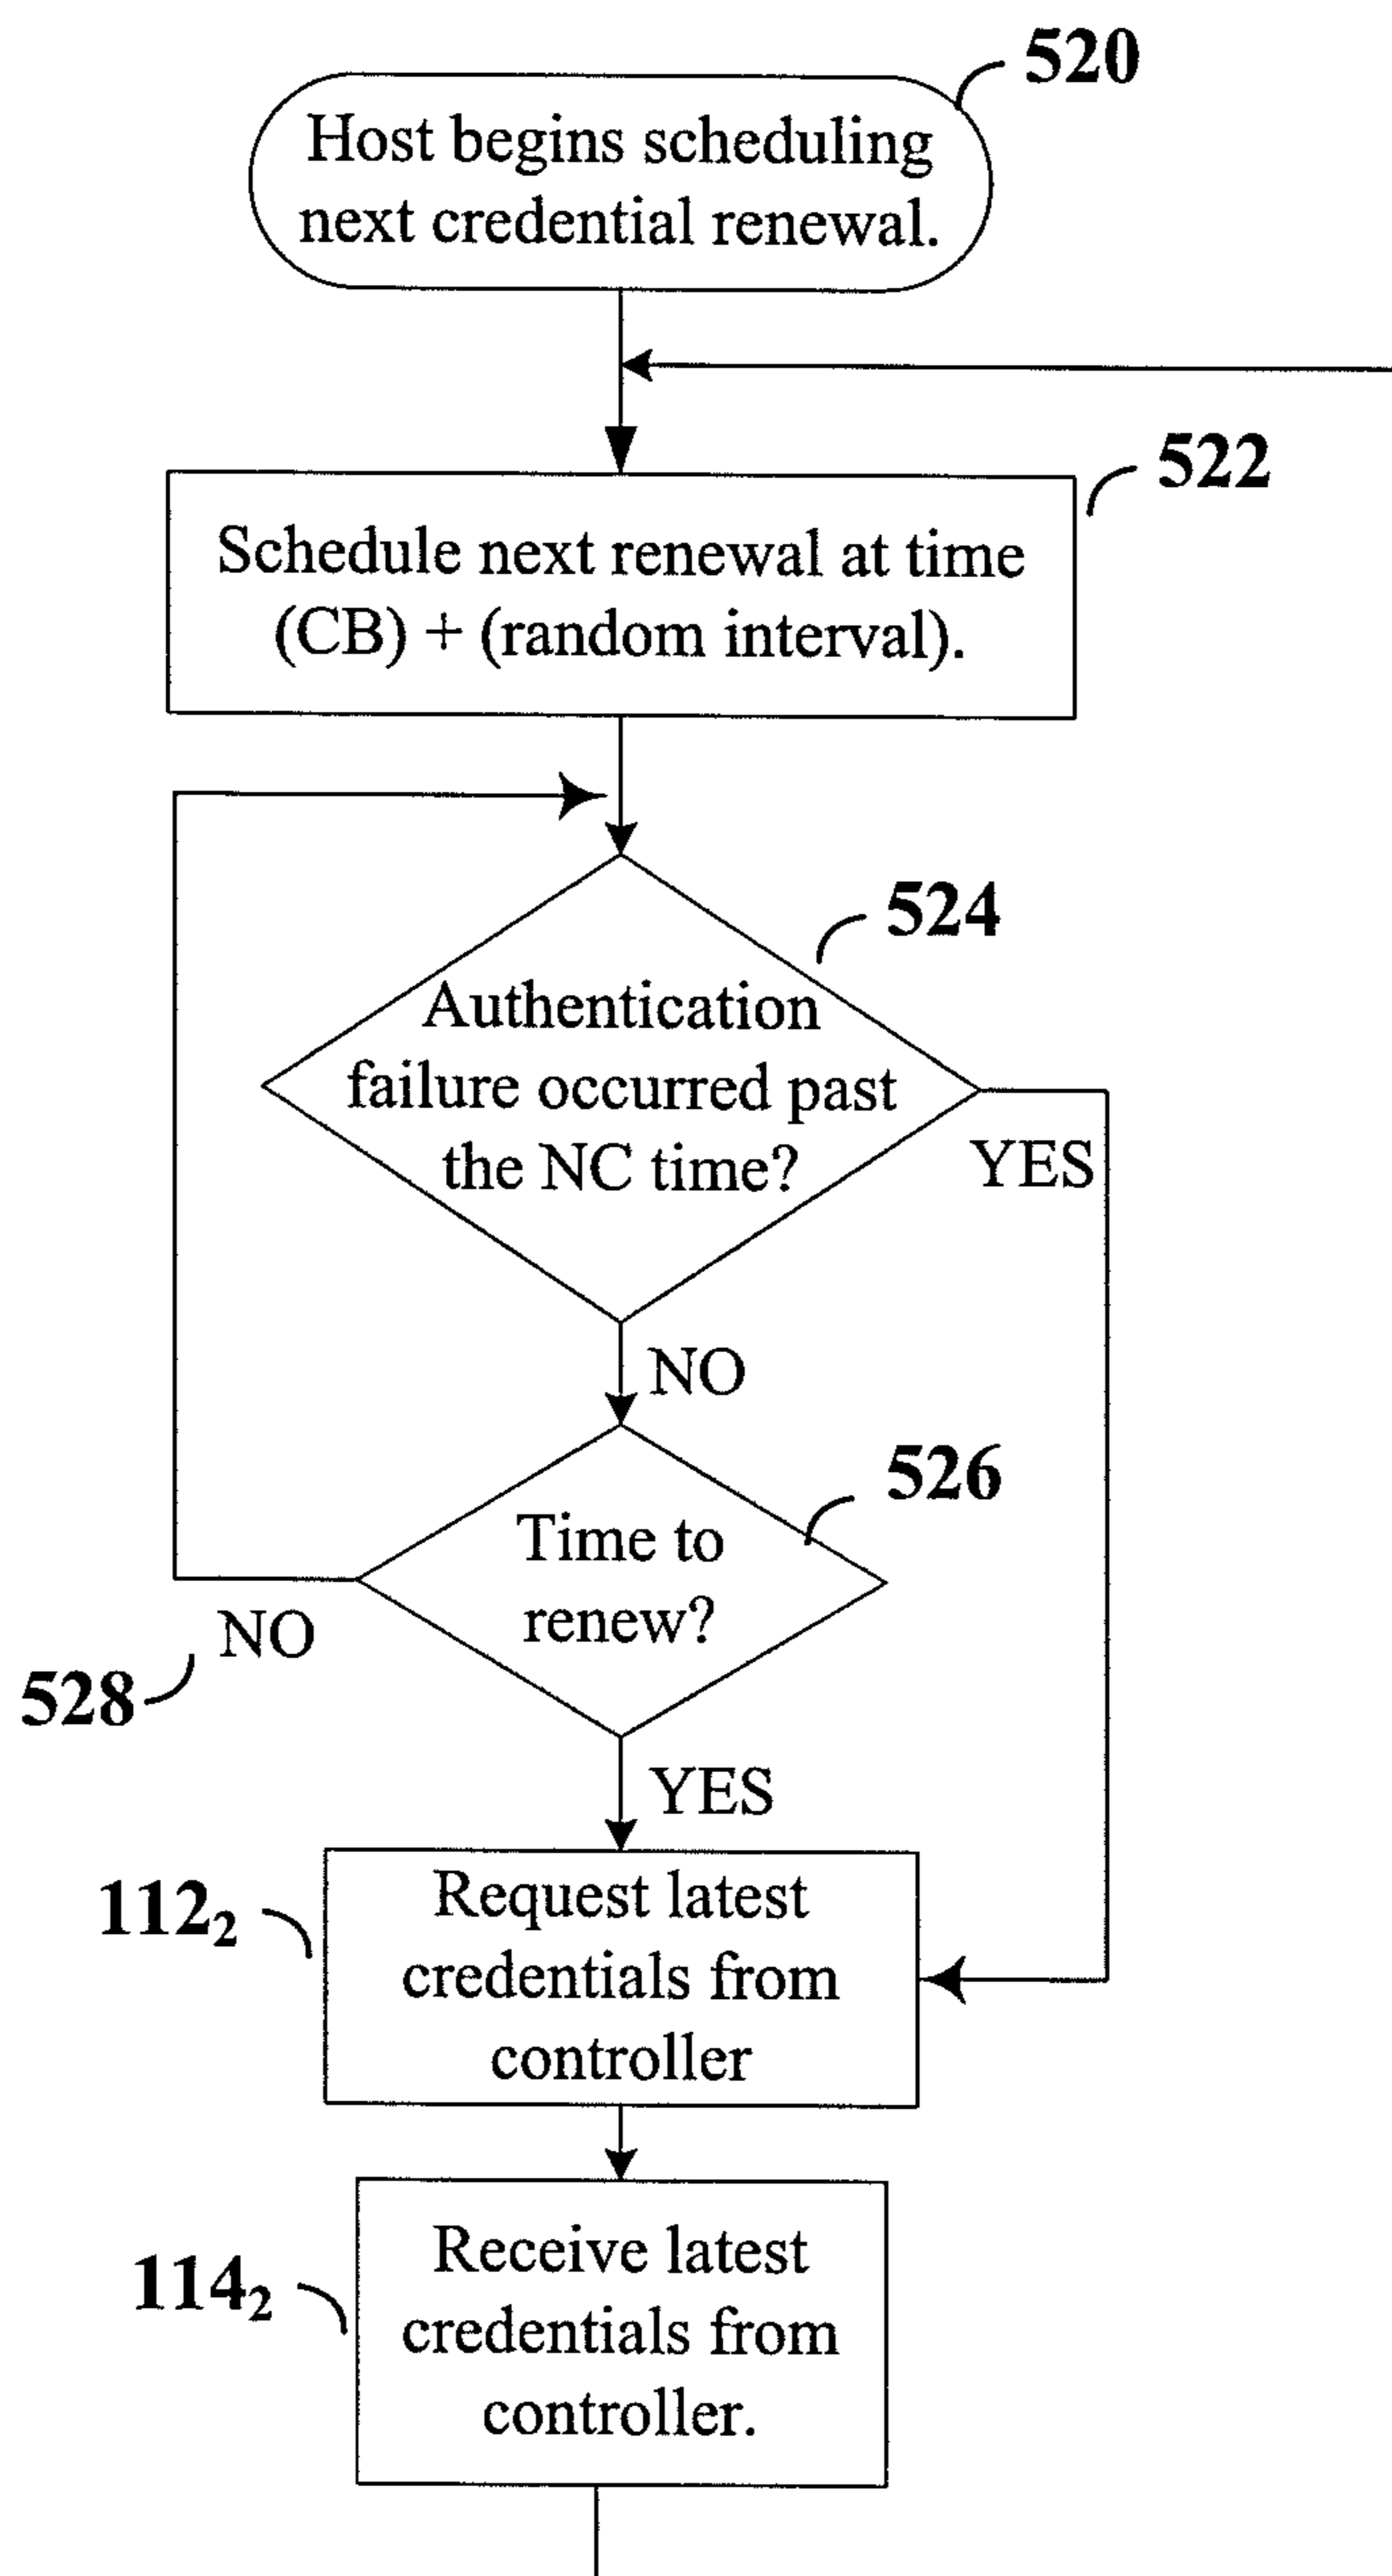 520
Host begins scheduling
next credential renewal.
522
Schedule next renewal at time
(CB) + (random interval).
524
Authentication
failure occurred past
the NC time?
YES
NO
526
Time to
renew?
NO
528
YES
112₂
Request latest
credentials from
controller
114₂
Receive latest
credentials from
controller.